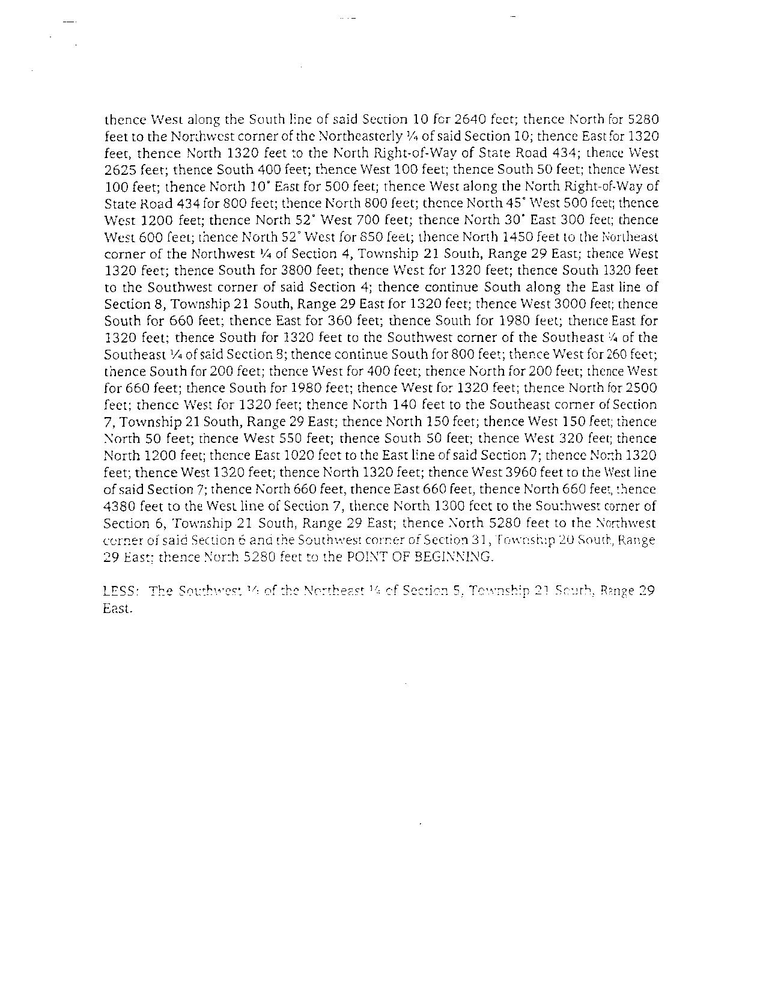 thence West along the South line of said Section 10 for 2640 feet; thence North for 5280
feet to the Northwest corner of the Northeasterly ¼ of said Section 10; thence East for 1320
feet, thence North 1320 feet to the North Right-of-Way of State Road 434; thence West
2625 feet; thence South 400 feet; thence West 100 feet; thence South 50 feet; thence West
100 feet; thence North 10° East for 500 feet; thence West along the North Right-of-Way of
State Road 434 for 800 feet; thence North 800 feet; thence North 45° West 500 feet; thence
West 1200 feet; thence North 52° West 700 feet; thence North 30° East 300 feet; thence
West 600 feet; thence North 52° West for 850 feet; thence North 1450 feet to the Northeast
corner of the Northwest ¼ of Section 4, Township 21 South, Range 29 East; thence West
1320 feet; thence South for 3800 feet; thence West for 1320 feet; thence South 1320 feet
to the Southwest corner of said Section 4; thence continue South along the East line of
Section 8, Township 21 South, Range 29 East for 1320 feet; thence West 3000 feet; thence
South for 660 feet; thence East for 360 feet; thence South for 1980 feet; thence East for
1320 feet; thence South for 1320 feet to the Southwest corner of the Southeast ¼ of the
Southeast ¼ of said Section 8; thence continue South for 800 feet; thence West for 260 feet;
thence South for 200 feet; thence West for 400 feet; thence North for 200 feet; thence West
for 660 feet; thence South for 1980 feet; thence West for 1320 feet; thence North for 2500
feet; thence West for 1320 feet; thence North 140 feet to the Southeast corner of Section
7, Township 21 South, Range 29 East; thence North 150 feet; thence West 150 feet; thence
North 50 feet; thence West 550 feet; thence South 50 feet; thence West 320 feet; thence
North 1200 feet; thence East 1020 feet to the East line of said Section 7; thence North 1320
feet; thence West 1320 feet; thence North 1320 feet; thence West 3960 feet to the West line
of said Section 7; thence North 660 feet, thence East 660 feet, thence North 660 feet, thence
4380 feet to the West line of Section 7, thence North 1300 feet to the Southwest corner of
Section 6, Township 21 South, Range 29 East; thence North 5280 feet to the Northwest
corner of said Section 6 and the Southwest corner of Section 31, Township 20 South, Range
29 East; thence North 5280 feet to the POINT OF BEGINNING.
LESS: The Southwest ¼ of the Northeast ¼ of Section 5, Township 21 South, Range 29
East.